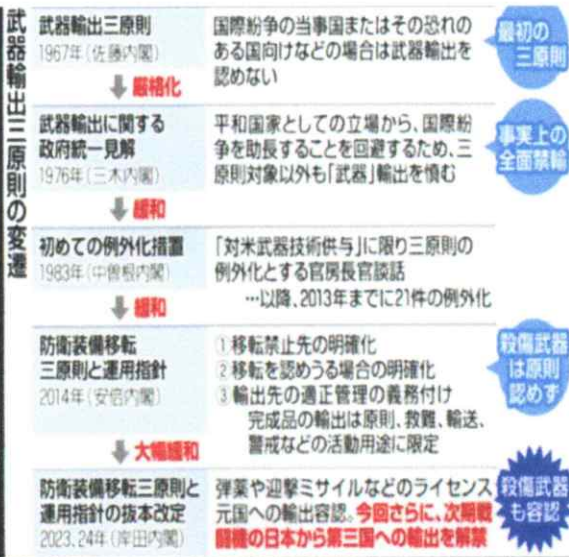 武器輸出三原則の変遷
武器輸出三原則
1967年(佐藤内閣)
国際紛争の当事国またはその恐れの
ある国向けなどの場合は武器輸出を
認めない
最初の
三原則
厳格化
武器輸出に関する
政府統一見解
1976年(三木内閣)
平和国家としての立場から、国際紛
争を助長することを回避するため、三
原則対象以外も「武器」輸出を慎む
事実上の
全面禁輸
緩和
初めての例外化措置
1983年(中曽根内閣)
「対米武器技術供与」に限り三原則の
例外化とする官房長官談話
…以降、2013年までに21件の例外化
緩和
防衛装備移転
三原則と運用指針
2014年(安倍内閣)
①移転禁止先の明確化
②移転を認めうる場合の明確化
③輸出先の適正管理の義務付け
完成品の輸出は原則、救難、輸送、
警戒などの活動用途に限定
殺傷武器
は原則
認めず
大幅緩和
防衛装備移転三原則と
運用指針の抜本改定
2023、24年(岸田内閣)
弾薬や迎撃ミサイルなどのライセンス
元国への輸出容認。今回さらに、次期戦
闘機の日本から第三国への輸出を解禁
殺傷武器
も容認